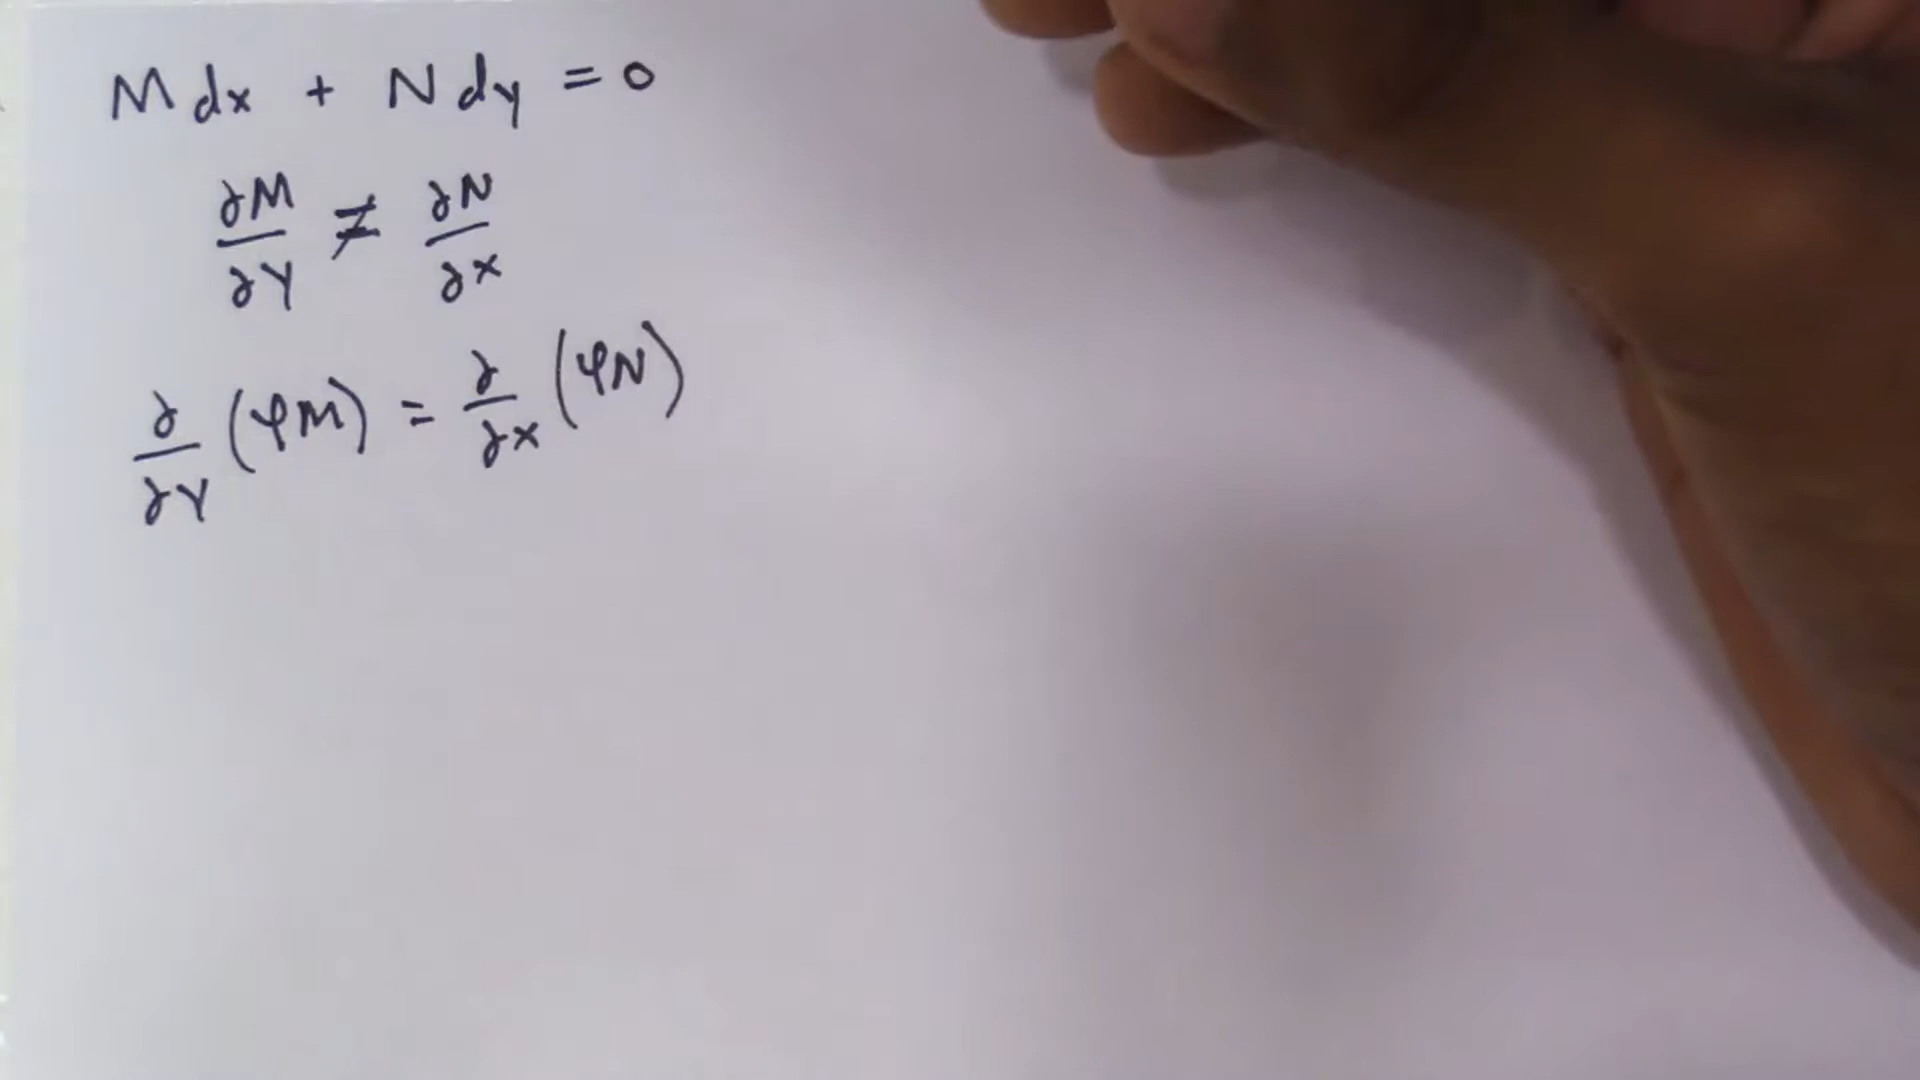 M dx + N dy = 0
∂M/∂y ≠ ∂N/∂x
∂/∂y (φM) = ∂/∂x (φN)